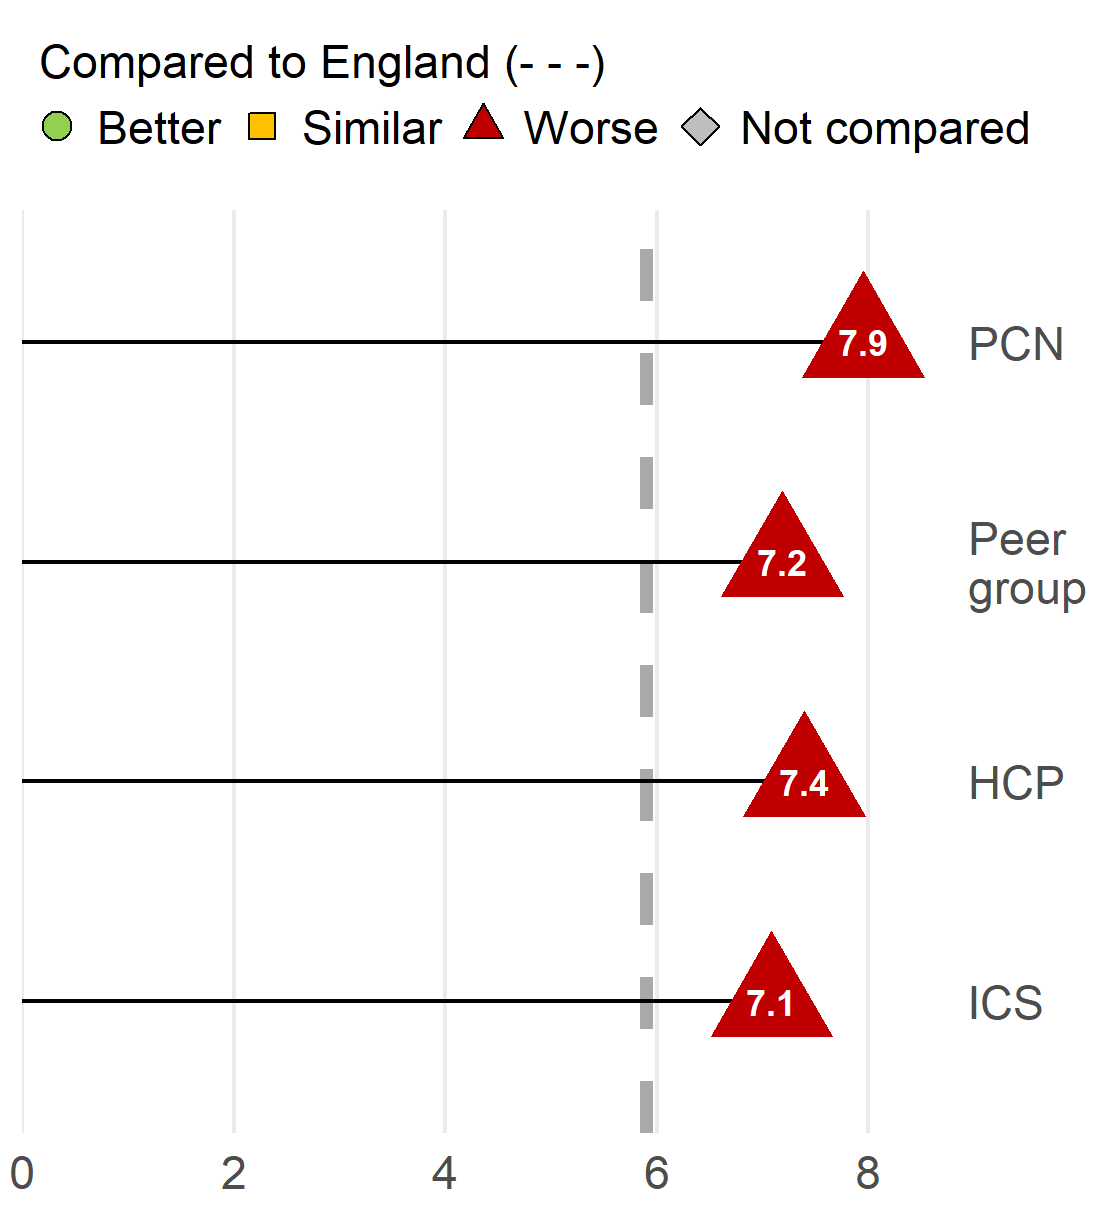 Compared to England (- - -)
Better Similar Worse Not compared
7.9 PCN
Peer
7.2
group
7.4 HCP
7.1 ICS
0 2 4 6 8